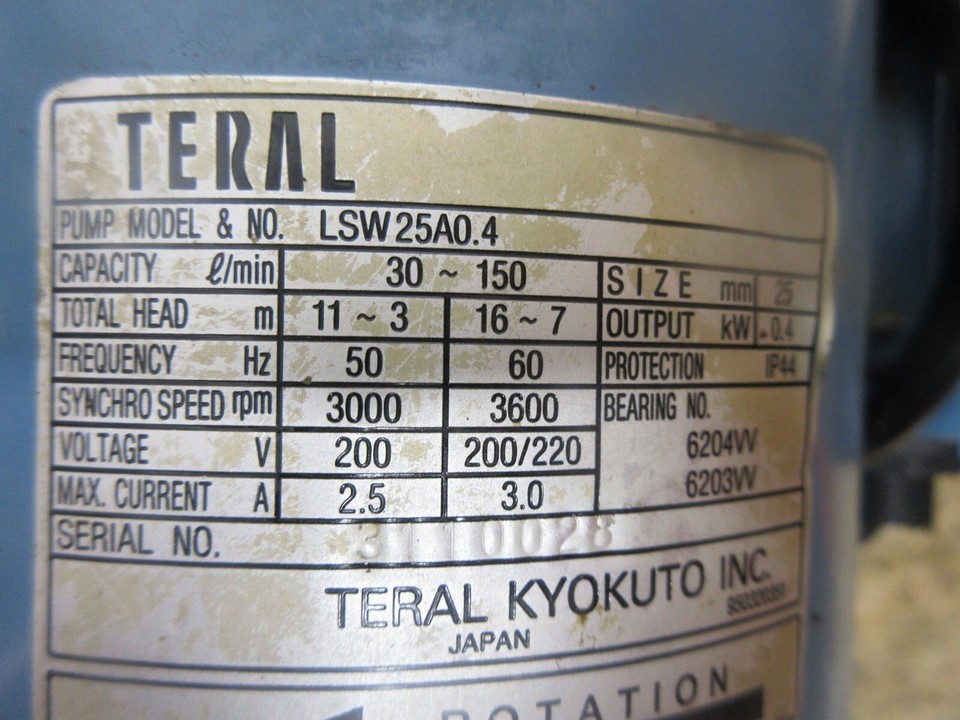 TERAL
PUMP MODEL & NO. LSW25A0.4
CAPACITY ℓ/min 30 ~ 150 SIZE mm 25
TOTAL HEAD m 11 ~ 3 16 ~ 7 OUTPUT kW 0.4
FREQUENCY Hz 50 60 PROTECTION IP44
SYNCHRO SPEED rpm 3000 3600 BEARING NO.
VOLTAGE V 200 200/220 6204VV
MAX. CURRENT A 2.5 3.0 6203VV
SERIAL NO. 3110028
TERAL KYOKUTO INC.
JAPAN
ROTATION